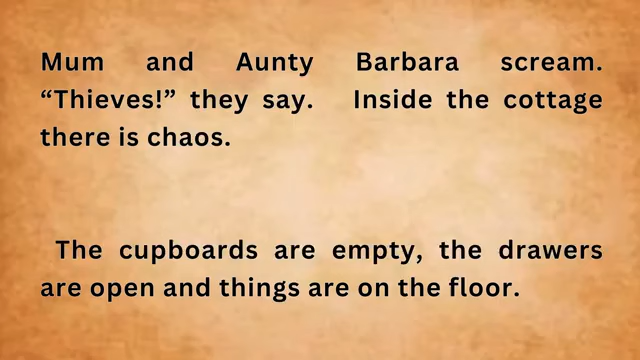 Mum and Aunty Barbara scream.
“Thieves!” they say. Inside the cottage
there is chaos.
The cupboards are empty, the drawers
are open and things are on the floor.